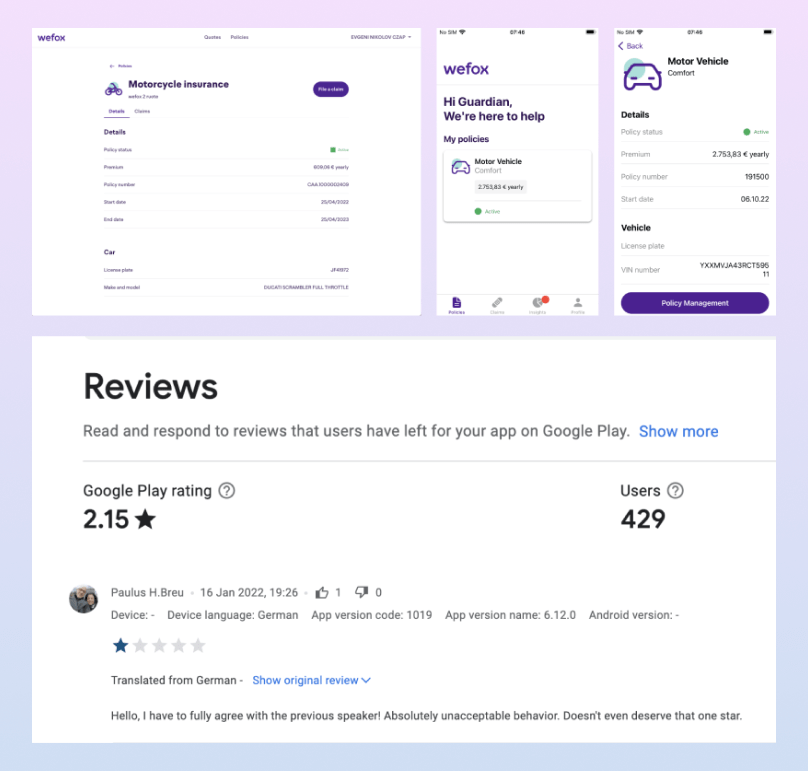 wefox
Quotes Policies
EVGENI NIKOLOV CZAP
← Policies
Motorcycle insurance
wefox 2 ruote
File a claim
Details Claims
Details
Policy status Active
Premium 609,06 € yearly
Policy number
Start date 25/04/2022
End date 25/04/2023
Car
License plate
Make and model DUCATI SCRAMBLER FULL THROTTLE
No SIM 07:46
wefox
Hi Guardian,
We're here to help
My policies
Motor Vehicle
Comfort
2.753,83 € yearly
Active
Policies Claims Insights Profile
No SIM 07:46
Back
Motor Vehicle
Comfort
Details
Policy status Active
Premium 2.753,83 € yearly
Policy number 191500
Start date 06.10.22
Vehicle
License plate
VIN number YXXMVJA43RCT595
11
Policy Management
Reviews
Read and respond to reviews that users have left for your app on Google Play. Show more
Google Play rating ?
2.15 ★
Users ?
429
Paulus H.Breu • 16 Jan 2022, 19:26 • 1 0
Device: - Device language: German App version code: 1019 App version name: 6.12.0 Android version: -
Translated from German - Show original review
Hello, I have to fully agree with the previous speaker! Absolutely unacceptable behavior. Doesn't even deserve that one star.